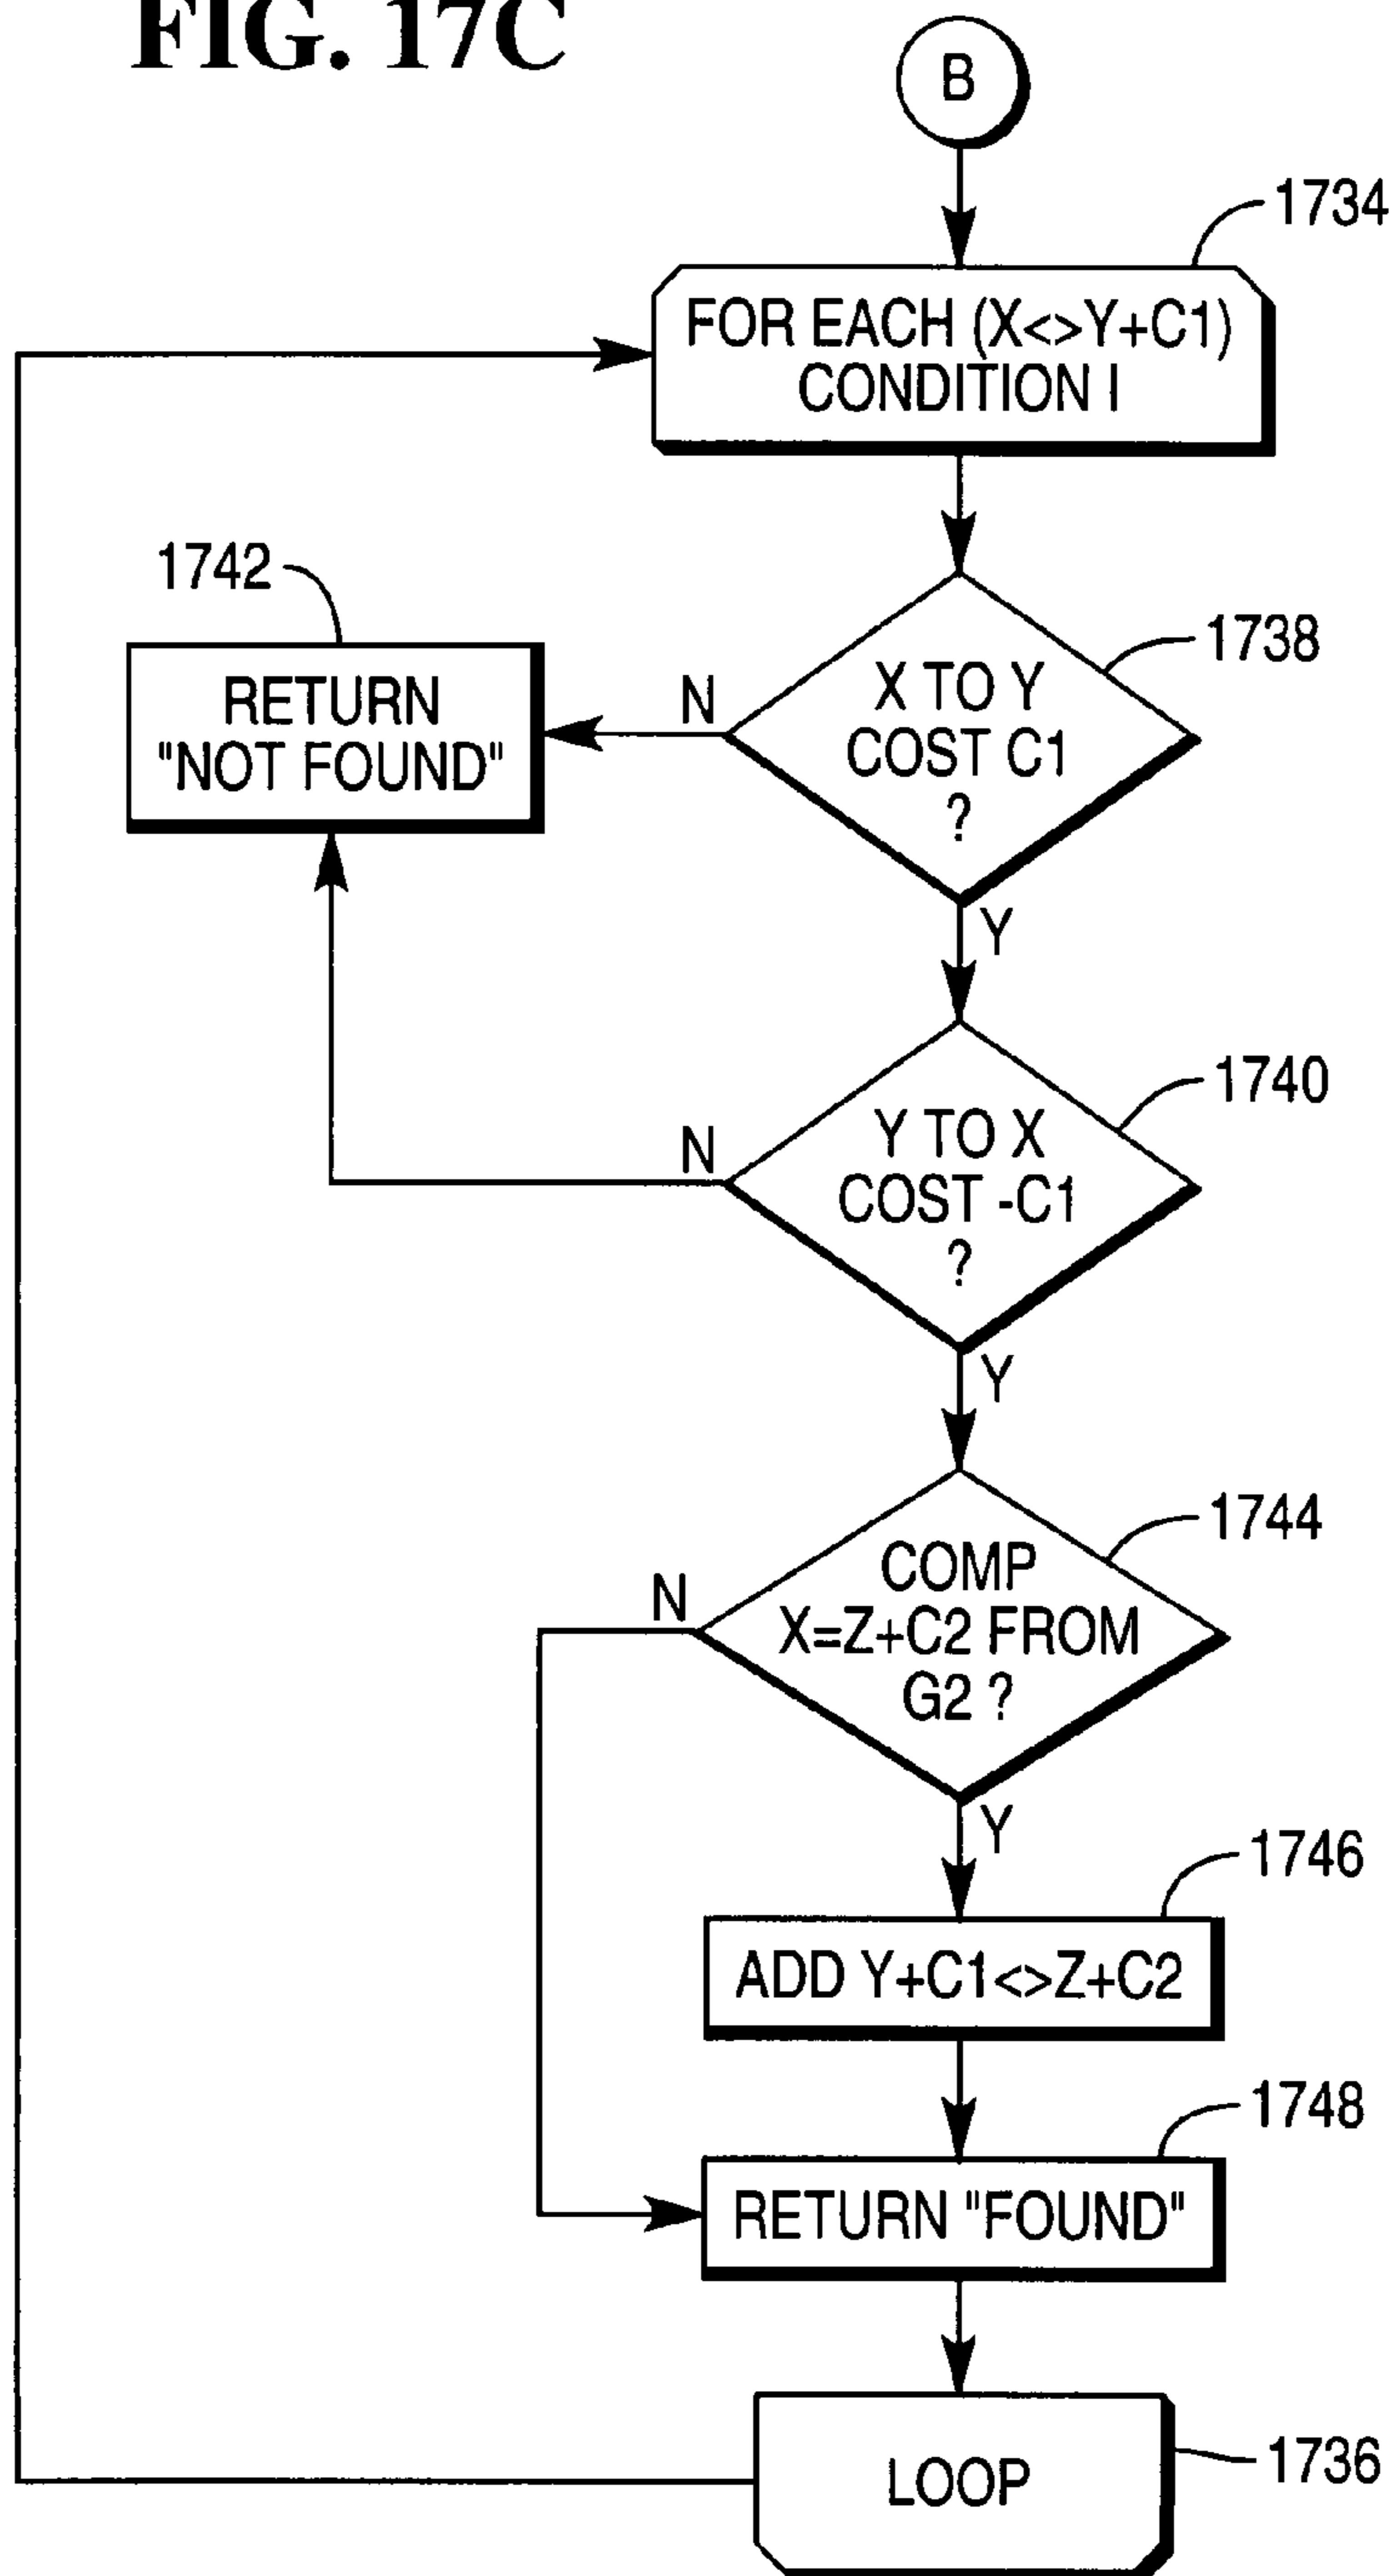 FIG. 17C
B
1734
FOR EACH (X<>Y+C1)
CONDITION I
1742
RETURN
"NOT FOUND"
N
1738
X TO Y
COST C1
?
Y
1740
N
Y TO X
COST -C1
?
Y
1744
N
COMP
X=Z+C2 FROM
G2 ?
Y
1746
ADD Y+C1<>Z+C2
1748
RETURN "FOUND"
LOOP
1736